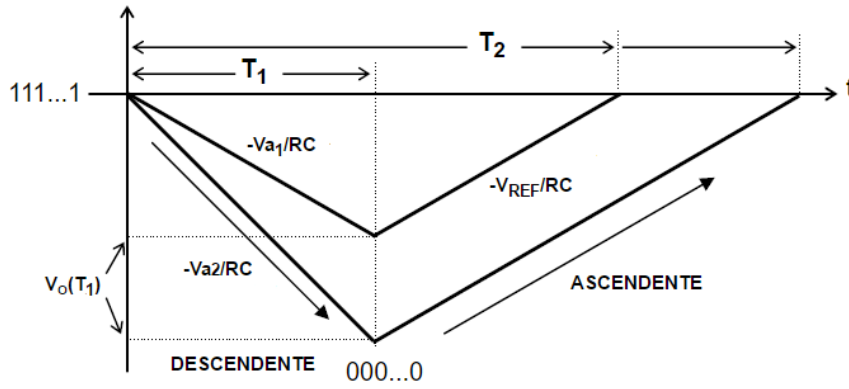 T2
T1
111...1
t
-Va1/RC
-VREF/RC
-Va2/RC
Vo(T1)
ASCENDENTE
DESCENDENTE
000...0